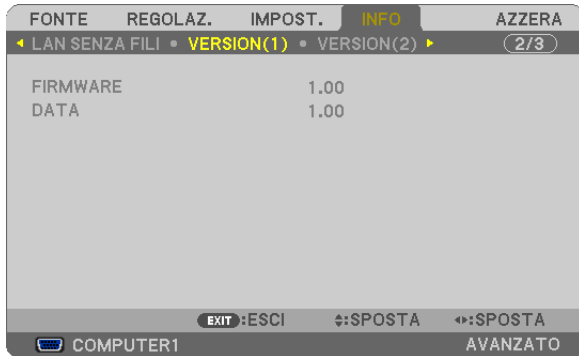 FONTE REGOLAZ. IMPOST. INFO AZZERA
LAN SENZA FILI • VERSION(1) • VERSION(2) 2/3
FIRMWARE 1.00
DATA 1.00
EXIT :ESCI :SPOSTA :SPOSTA
COMPUTER1 AVANZATO